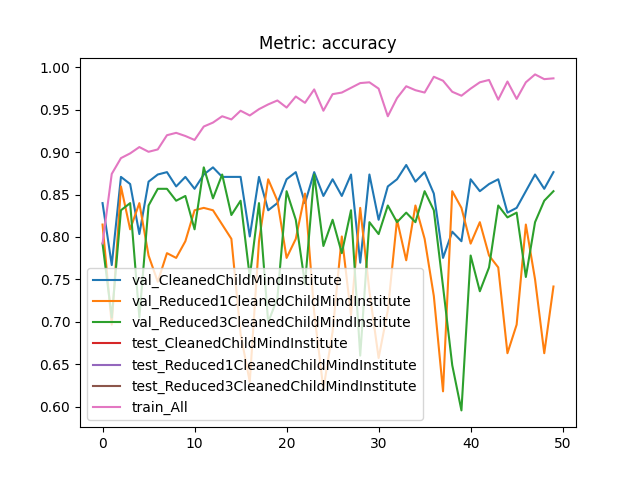 Metric: accuracy
1.00
0.95
0.90
0.85
0.80
0.75
0.70
0.65
0.60
val_CleanedChildMindInstitute
val_Reduced1CleanedChildMindInstitute
val_Reduced3CleanedChildMindInstitute
test_CleanedChildMindInstitute
test_Reduced1CleanedChildMindInstitute
test_Reduced3CleanedChildMindInstitute
train_All
0 10 20 30 40 50